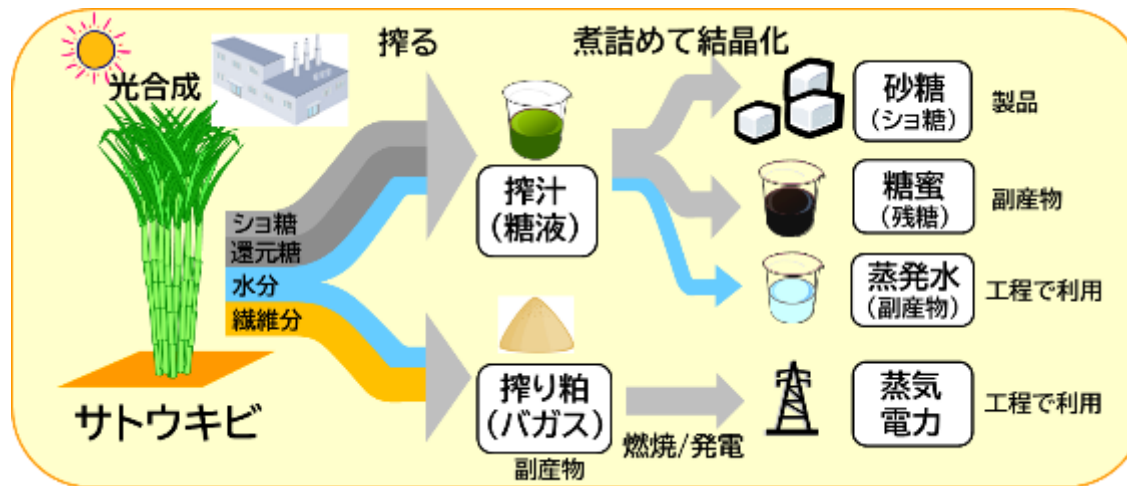 搾る
煮詰めて結晶化
光合成
ショ糖
還元糖
水分
繊維分
サトウキビ
搾汁
(糖液)
搾り粕
(バガス)
副産物
燃焼/発電
砂糖
(ショ糖)
製品
糖蜜
(残糖)
副産物
蒸発水
(副産物)
工程で利用
蒸気
電力
工程で利用